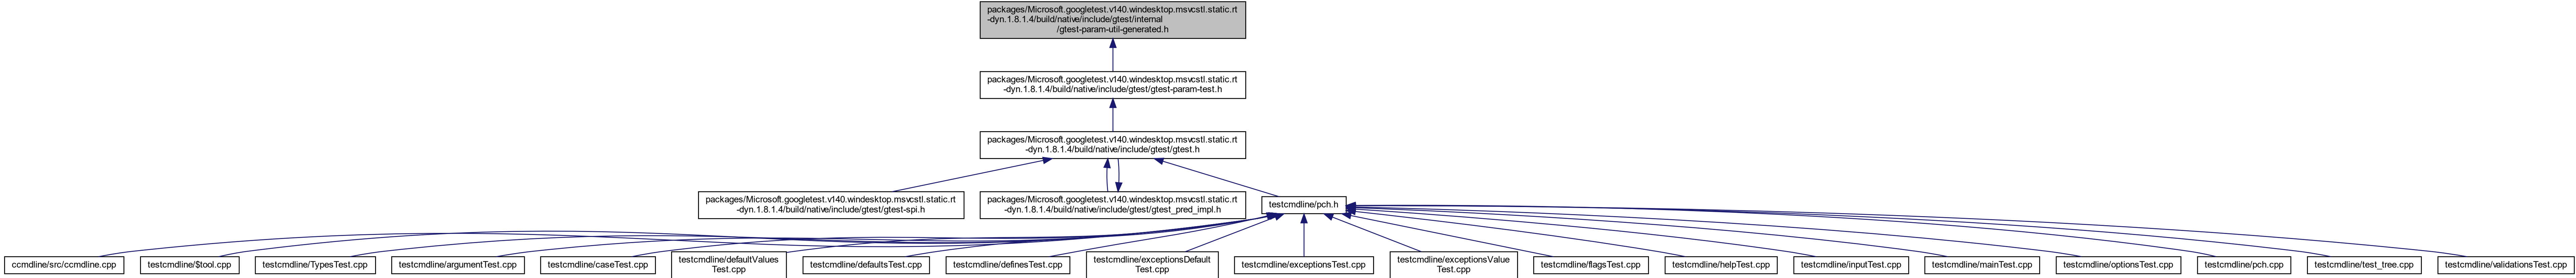 packages/Microsoft.googletest.v140.windesktop.msvcstl.static.rt
-dyn.1.8.1.4/build/native/include/gtest/internal
/gtest-param-util-generated.h
packages/Microsoft.googletest.v140.windesktop.msvcstl.static.rt
-dyn.1.8.1.4/build/native/include/gtest/gtest-param-test.h
packages/Microsoft.googletest.v140.windesktop.msvcstl.static.rt
-dyn.1.8.1.4/build/native/include/gtest/gtest.h
packages/Microsoft.googletest.v140.windesktop.msvcstl.static.rt
-dyn.1.8.1.4/build/native/include/gtest/gtest-spi.h
packages/Microsoft.googletest.v140.windesktop.msvcstl.static.rt
-dyn.1.8.1.4/build/native/include/gtest/gtest_pred_impl.h
testcmdline/pch.h
ccmdline/src/ccmdline.cpp
testcmdline/$tool.cpp
testcmdline/TypesTest.cpp
testcmdline/argumentTest.cpp
testcmdline/caseTest.cpp
testcmdline/defaultValues
Test.cpp
testcmdline/defaultsTest.cpp
testcmdline/definesTest.cpp
testcmdline/exceptionsDefault
Test.cpp
testcmdline/exceptionsTest.cpp
testcmdline/exceptionsValue
Test.cpp
testcmdline/flagsTest.cpp
testcmdline/helpTest.cpp
testcmdline/inputTest.cpp
testcmdline/mainTest.cpp
testcmdline/optionsTest.cpp
testcmdline/pch.cpp
testcmdline/test_tree.cpp
testcmdline/validationsTest.cpp